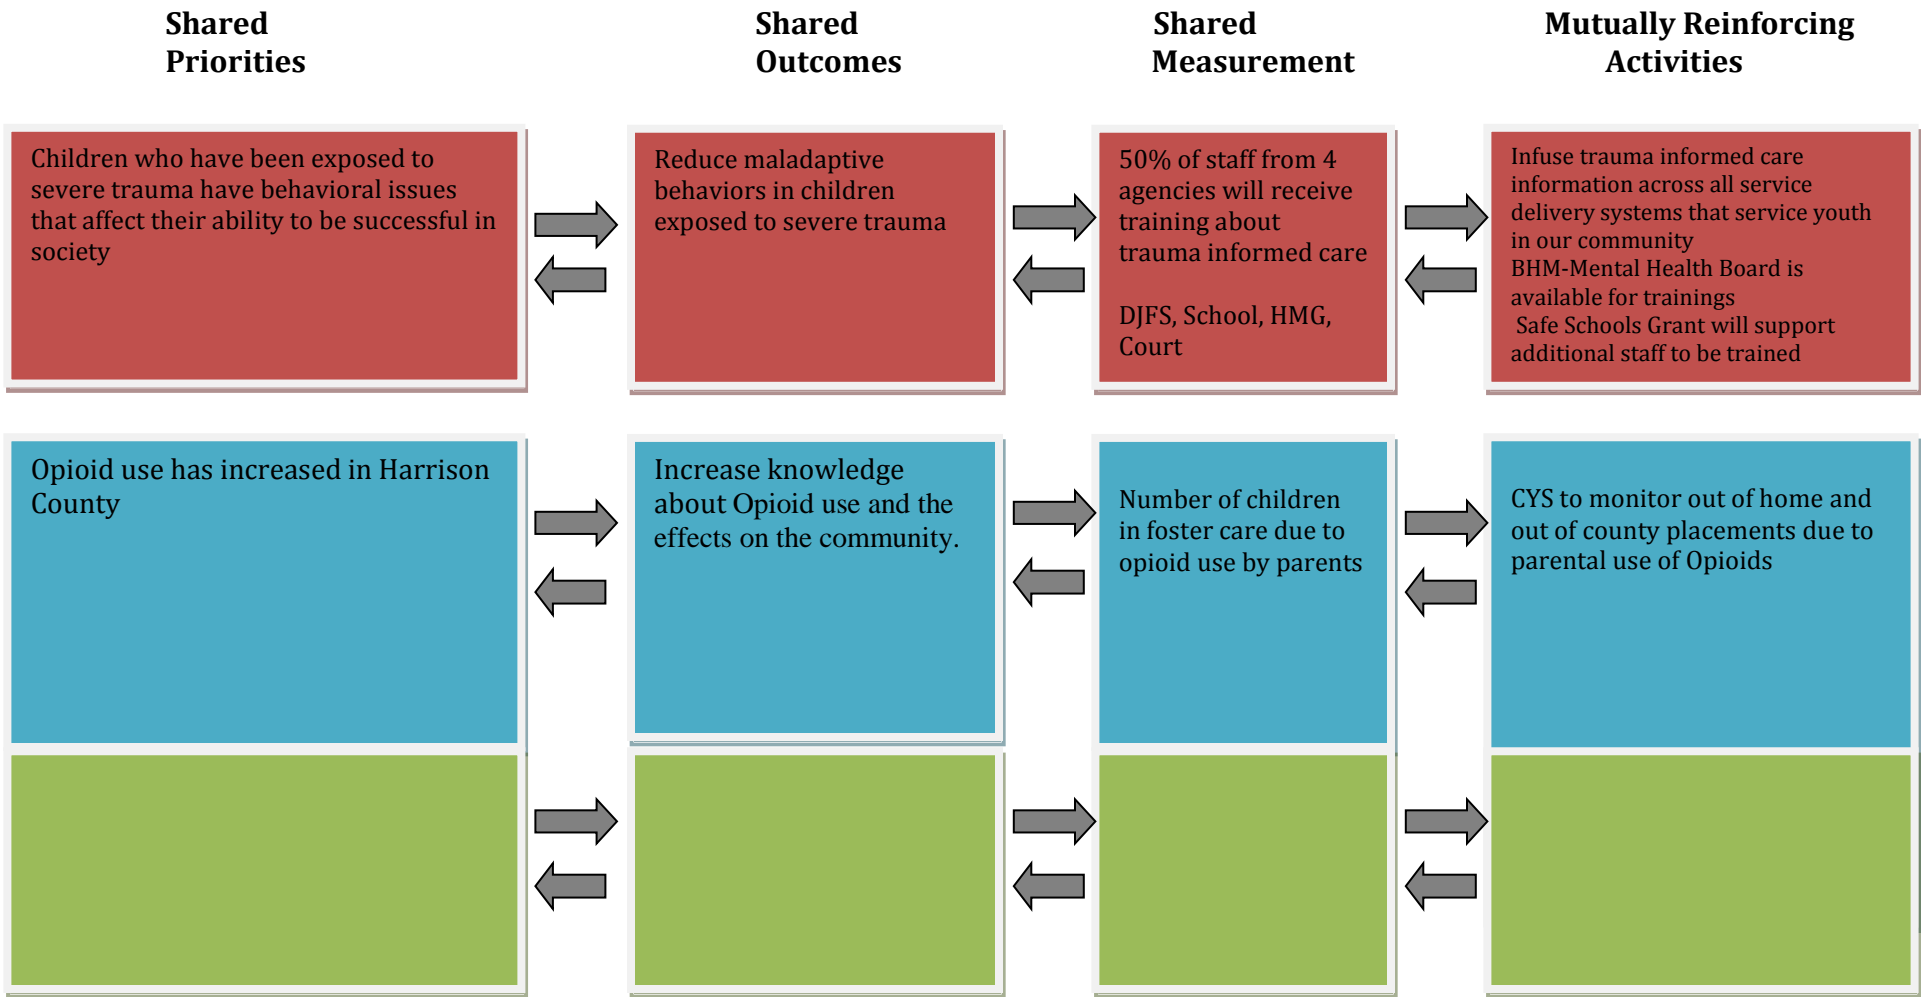 Shared
Priorities
Shared
Outcomes
Shared
Measurement
Mutually Reinforcing
Activities
Children who have been exposed to
severe trauma have behavioral issues
that affect their ability to be successful in
society
Reduce maladaptive
behaviors in children
exposed to severe trauma
50% of staff from 4
agencies will receive
training about
trauma informed care
DJFS, School, HMG,
Court
Infuse trauma informed care
information across all service
delivery systems that service youth
in our community
BHM-Mental Health Board is
available for trainings
Safe Schools Grant will support
additional staff to be trained
Opioid use has increased in Harrison
County
Increase knowledge
about Opioid use and the
effects on the community.
Number of children
in foster care due to
opioid use by parents
CYS to monitor out of home and
out of county placements due to
parental use of Opioids